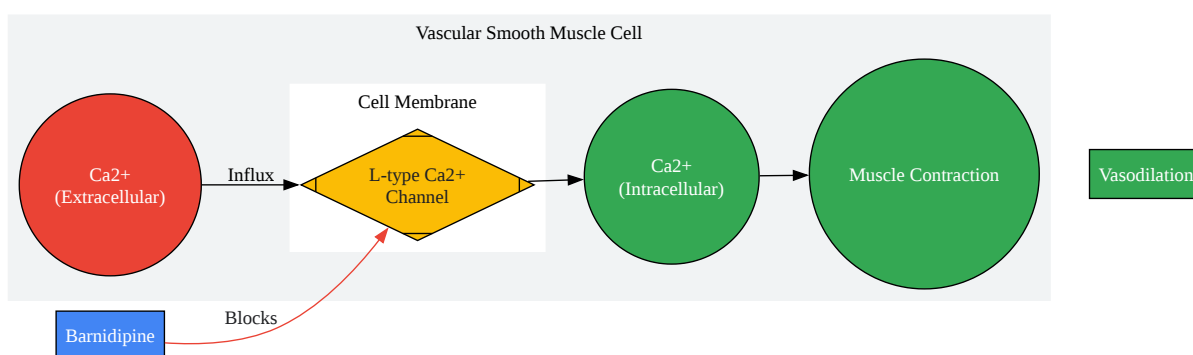 Vascular Smooth Muscle Cell
Cell Membrane
Ca2+
(Extracellular)
Influx
L-type Ca2+
Channel
Ca2+
(Intracellular)
Muscle Contraction
Vasodilation
Blocks
Barnidipine